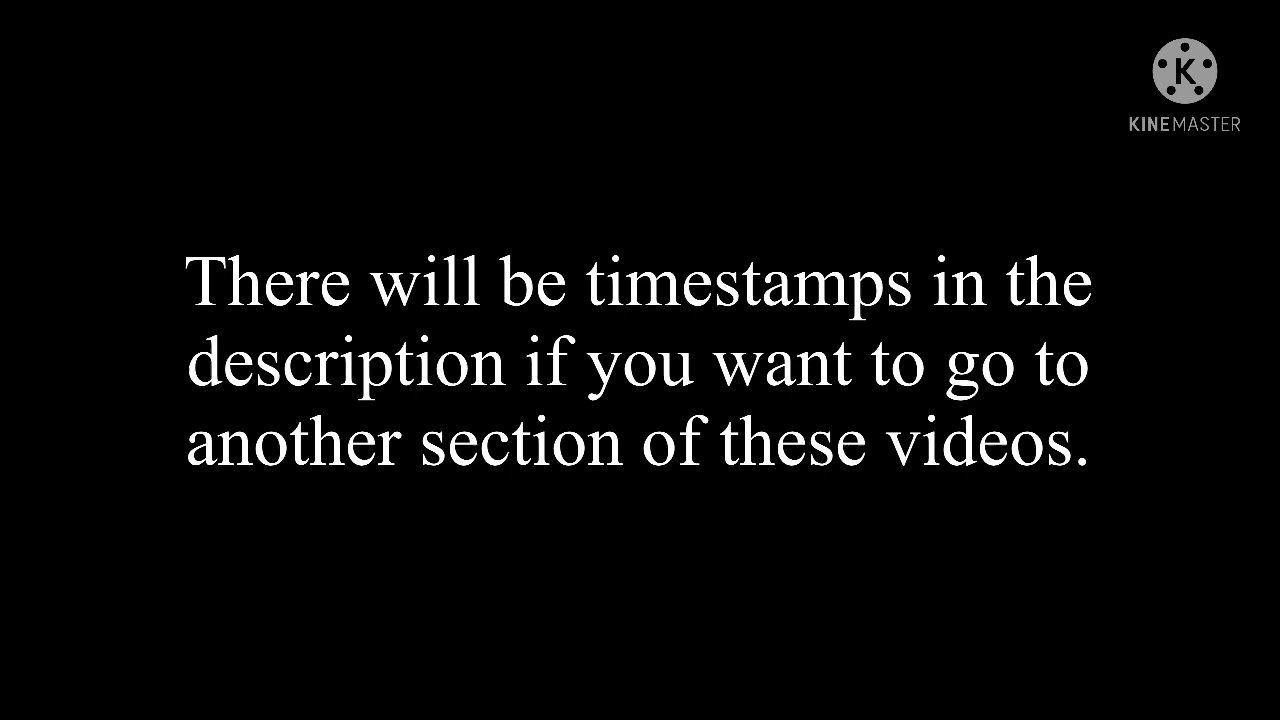 K
KINEMASTER
There will be timestamps in the
description if you want to go to
another section of these videos.